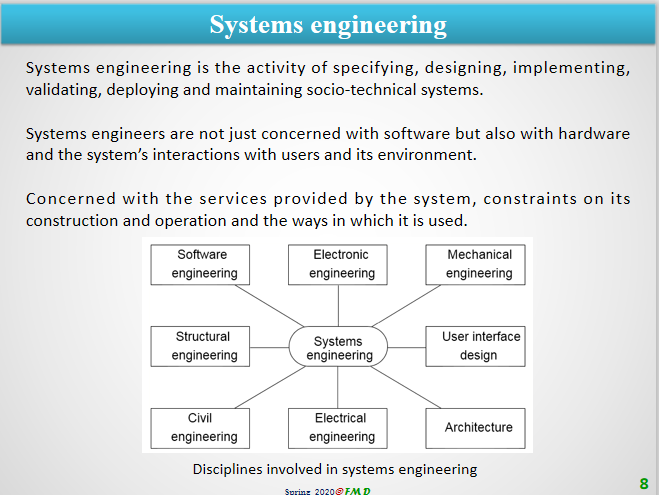 Systems engineering
Systems engineering is the activity of specifying, designing, implementing,
validating, deploying and maintaining socio-technical systems.
Systems engineers are not just concerned with software but also with hardware
and the system's interactions with users and its environment.
Concerned with the services provided by the system, constraints on its
construction and operation and the ways in which it is used.
Software
engineering
Electronic
engineering
Mechanical
engineering
Structural
engineering
Systems
engineering
User interface
design
Civil
engineering
Electrical
engineering
Architecture
Disciplines involved in systems engineering
Spring 2020@FMD
8